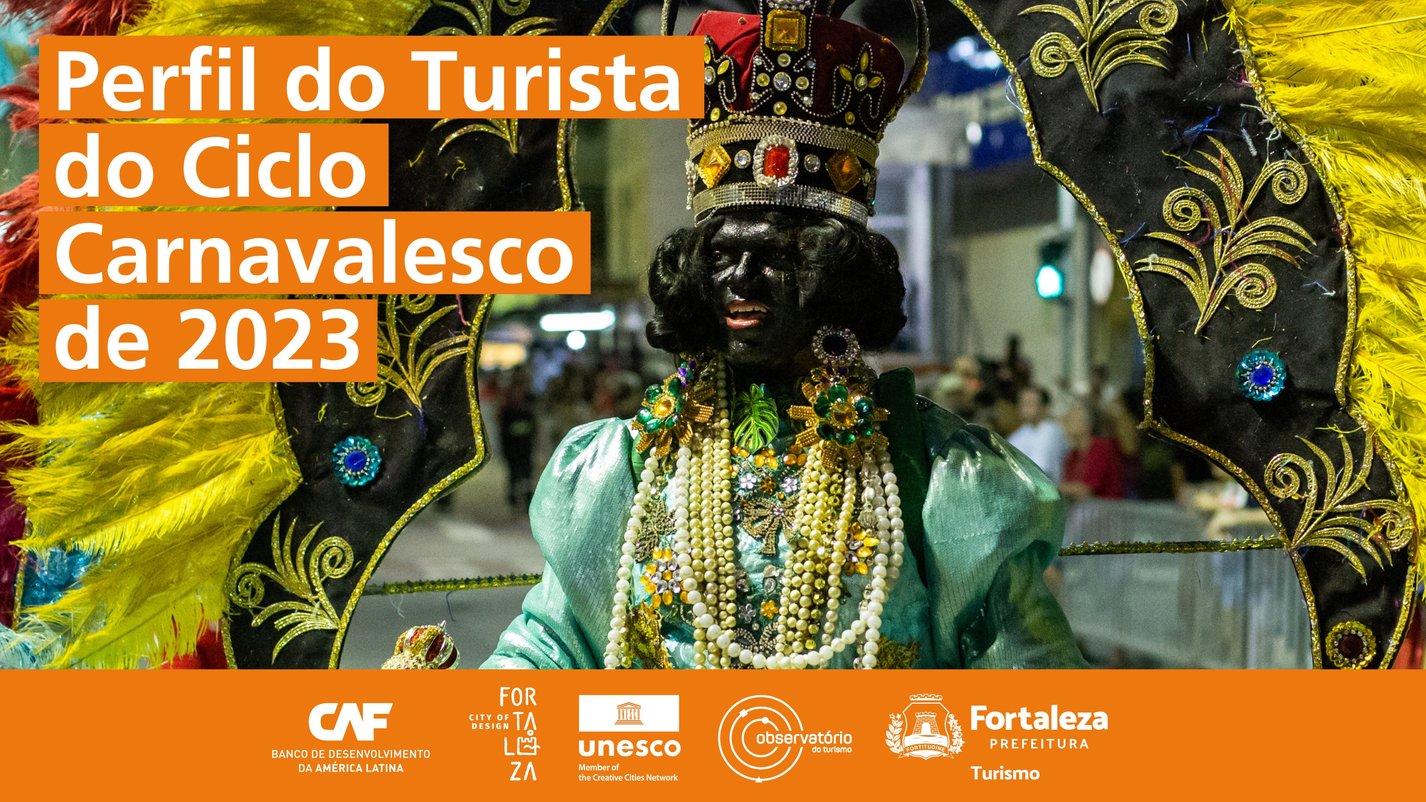 Perfil do Turista
do Ciclo
Carnavalesco
de 2023
CAF
BANCO DE DESENVOLVIMENTO
DA AMÉRICA LATINA
CITY OF
DESIGN
FOR
TA
L
ZA
unesco
Member of
the Creative Cities Network
observatório
do turismo
FORTITUDINE
Fortaleza
PREFEITURA
Turismo